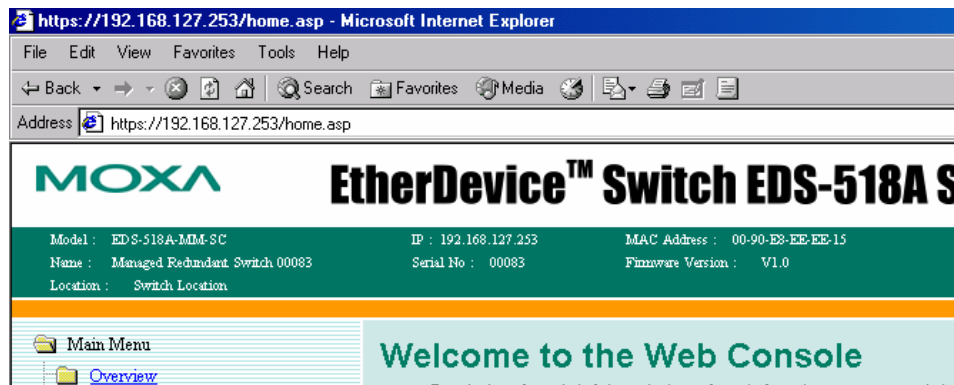 https://192.168.127.253/home.asp - Microsoft Internet Explorer
File Edit View Favorites Tools Help
Back Search Favorites Media
Address https://192.168.127.253/home.asp
MOXA EtherDevice™ Switch EDS-518A S
Model : EDS-518A-MM-SC IP : 192.168.127.253 MAC Address : 00-90-E8-EE-EE-15
Name : Managed Redundant Switch 00083 Serial No : 00083 Firmware Version : V1.0
Location : Switch Location
Main Menu
Overview
Welcome to the Web Console